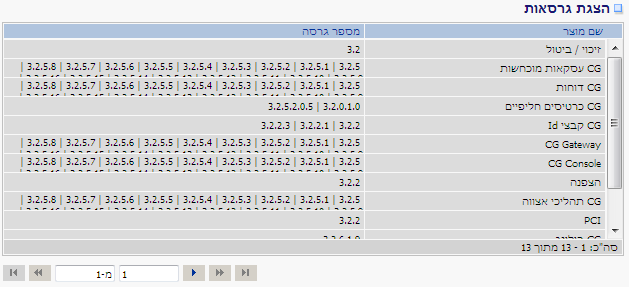 הצגת גרסאות
שם מוצר מספר גרסה
זיכוי / ביטול 3.2
CG עסקאות מוכחשות 3.2.5 | 3.2.5.1 | 3.2.5.2 | 3.2.5.3 | 3.2.5.4 | 3.2.5.5 | 3.2.5.6 | 3.2.5.7 | 3.2.5.8 |
CG דוחות 3.2.5 | 3.2.5.1 | 3.2.5.2 | 3.2.5.3 | 3.2.5.4 | 3.2.5.5 | 3.2.5.6 | 3.2.5.7 | 3.2.5.8 |
CG כרטיסים חליפיים 3.2.0.1.0 | 3.2.5.2.0.5
CG קבצי Id 3.2.2 | 3.2.2.1 | 3.2.2.3
CG Gateway 3.2.5 | 3.2.5.1 | 3.2.5.2 | 3.2.5.3 | 3.2.5.4 | 3.2.5.5 | 3.2.5.6 | 3.2.5.7 | 3.2.5.8 |
CG Console 3.2.5 | 3.2.5.1 | 3.2.5.2 | 3.2.5.3 | 3.2.5.4 | 3.2.5.5 | 3.2.5.6 | 3.2.5.7 | 3.2.5.8 |
הצפנה 3.2.2
CG תהליכי אצווה 3.2.5 | 3.2.5.1 | 3.2.5.2 | 3.2.5.3 | 3.2.5.4 | 3.2.5.5 | 3.2.5.6 | 3.2.5.7 | 3.2.5.8 |
PCI 3.2.2
סה"כ: 1 - 13 מתוך 13
1 מ-1